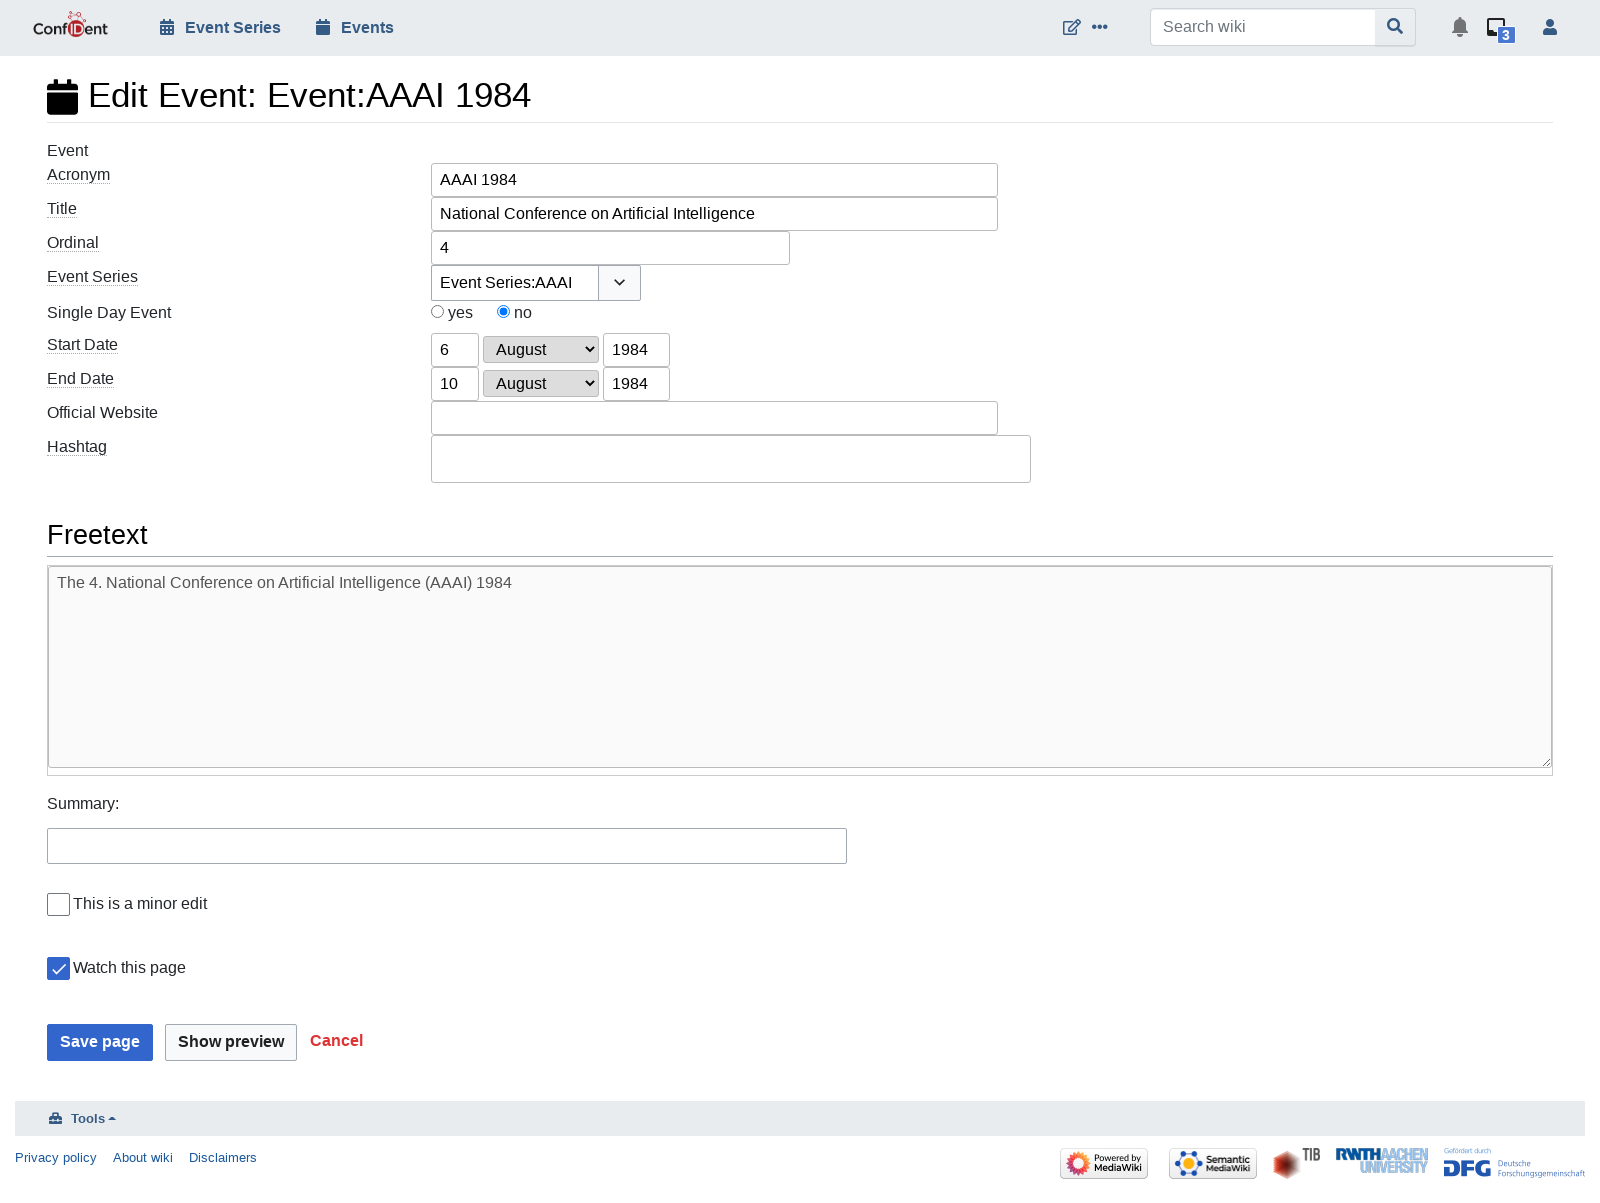 ConfIDent
Event Series
Events
Search wiki
3
Edit Event: Event:AAAI 1984
Event
Acronym
AAAI 1984
Title
National Conference on Artificial Intelligence
Ordinal
4
Event Series
Event Series:AAAI
Single Day Event
yes
no
Start Date
6 August 1984
End Date
10 August 1984
Official Website
Hashtag
Freetext
The 4. National Conference on Artificial Intelligence (AAAI) 1984
Summary:
This is a minor edit
Watch this page
Save page
Show preview
Cancel
Tools
Privacy policy
About wiki
Disclaimers
Powered by
MediaWiki
Semantic
MediaWiki
TIB
RWTH AACHEN
UNIVERSITY
Gefördert durch
DFG
Deutsche
Forschungsgemeinschaft